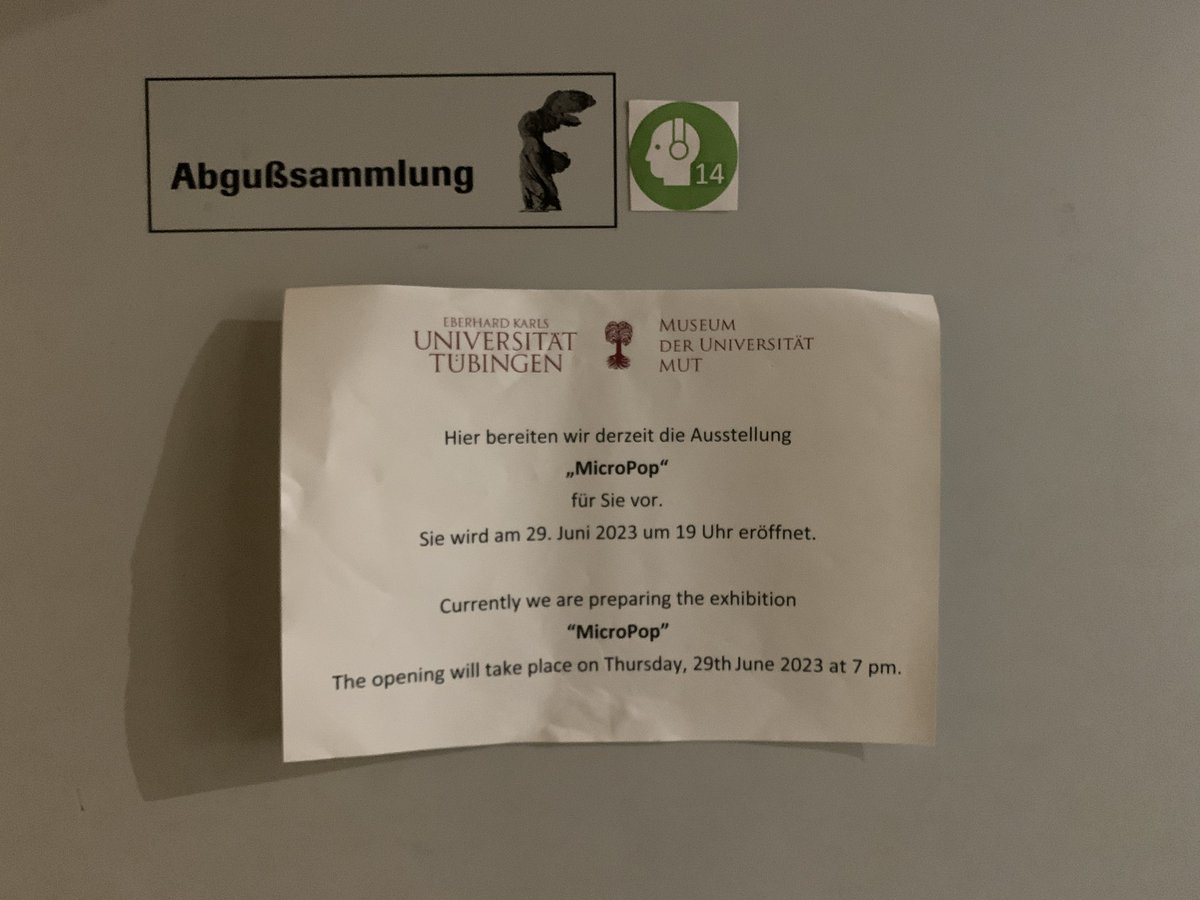 Abgußsammlung
14
EBERHARD KARLS
UNIVERSITÄT
TÜBINGEN
MUSEUM
DER UNIVERSITÄT
MUT
Hier bereiten wir derzeit die Ausstellung
„MicroPop“
für Sie vor.
Sie wird am 29. Juni 2023 um 19 Uhr eröffnet.
Currently we are preparing the exhibition
“MicroPop”
The opening will take place on Thursday, 29th June 2023 at 7 pm.